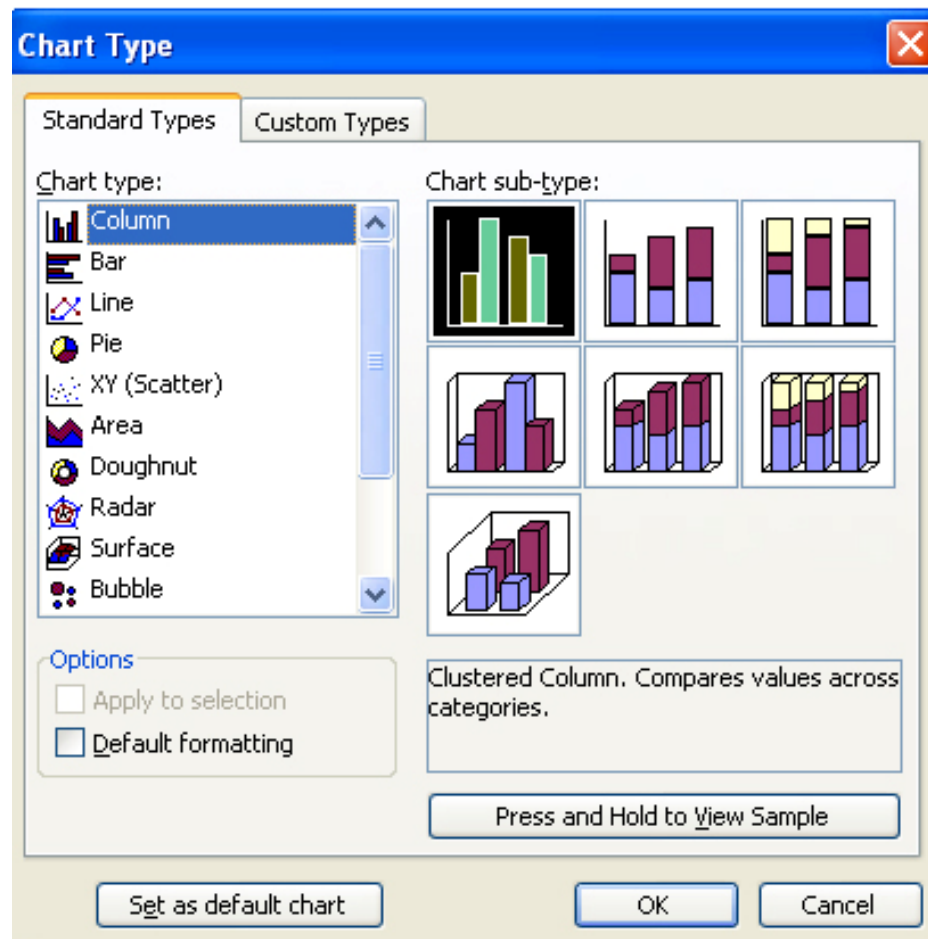 Chart Type
Standard Types
Custom Types
Chart type:
Chart sub-type:
Column
Bar
Line
Pie
XY (Scatter)
Area
Doughnut
Radar
Surface
Bubble
Options
Apply to selection
Default formatting
Clustered Column. Compares values across
categories.
Press and Hold to View Sample
Set as default chart
OK
Cancel